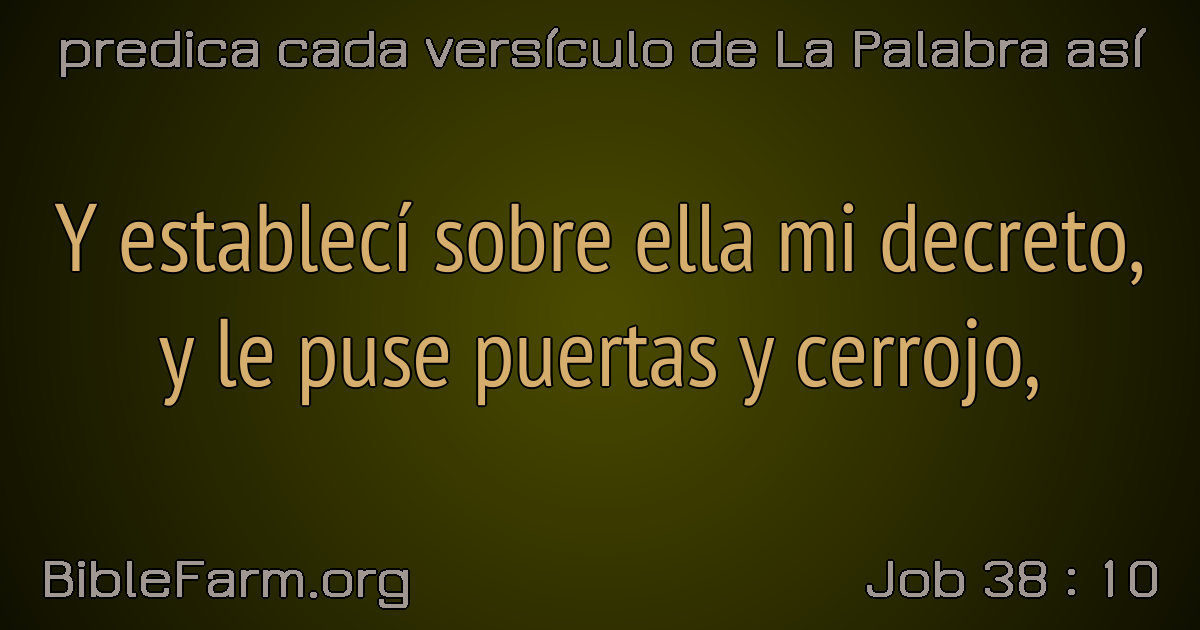 predica cada versículo de La Palabra así
Y establecí sobre ella mi decreto,
y le puse puertas y cerrojo,
BibleFarm.org
Job 38 : 10